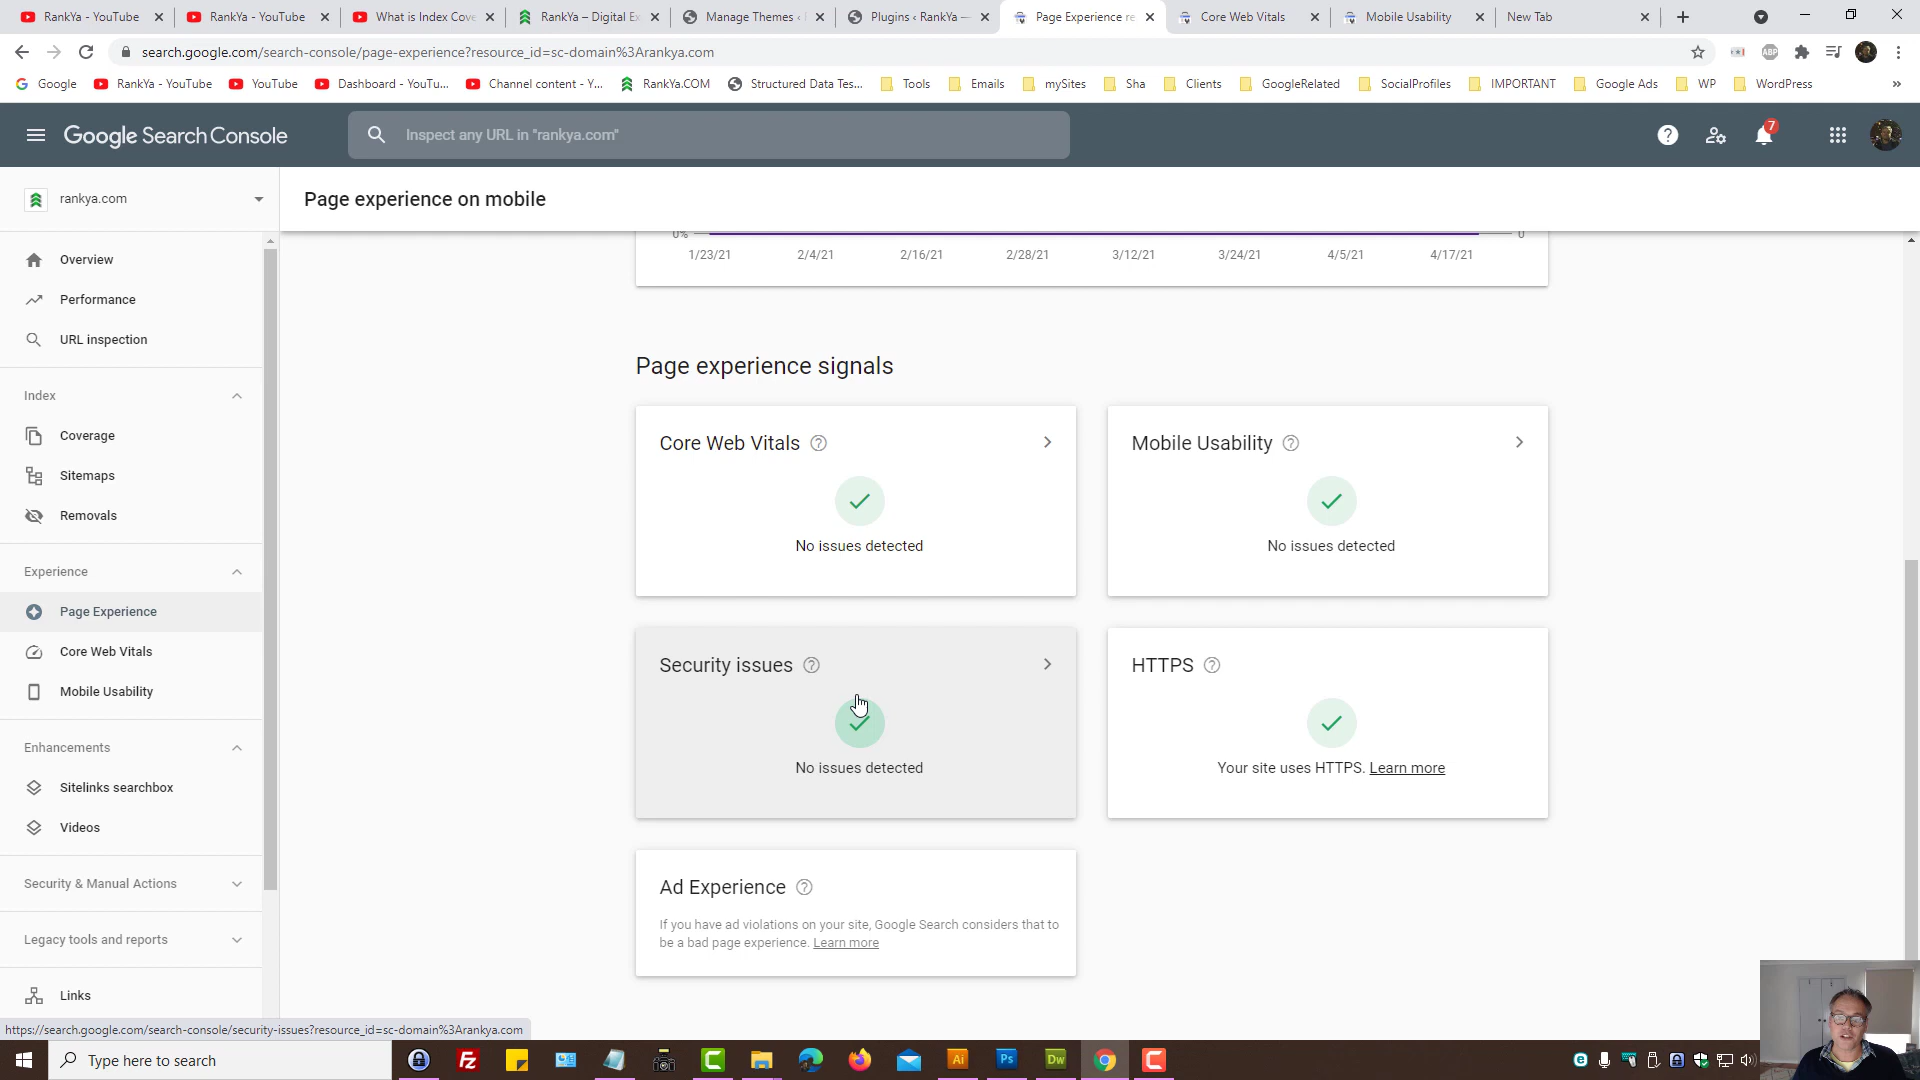 RankYa - YouTube
RankYa - YouTube
What is Index Cove
RankYa – Digital Ex
Manage Themes ‹ 
Plugins ‹ RankYa —
Page Experience re
Core Web Vitals
Mobile Usability
New Tab
search.google.com/search-console/page-experience?resource_id=sc-domain%3Arankya.com
ABP
Google
RankYa - YouTube
YouTube
Dashboard - YouTu...
Channel content - Y...
RankYa.COM
Structured Data Tes...
Tools
Emails
mySites
Sha
Clients
GoogleRelated
SocialProfiles
IMPORTANT
Google Ads
WP
WordPress
»
Google Search Console
Inspect any URL in "rankya.com"
7
rankya.com
Page experience on mobile
Overview
Performance
URL inspection
Index
Coverage
Sitemaps
Removals
Experience
Page Experience
Core Web Vitals
Mobile Usability
Enhancements
Sitelinks searchbox
Videos
Security & Manual Actions
Legacy tools and reports
Links
0%
0
1/23/21
2/4/21
2/16/21
2/28/21
3/12/21
3/24/21
4/5/21
4/17/21
Page experience signals
Core Web Vitals
No issues detected
Mobile Usability
No issues detected
Security issues
No issues detected
HTTPS
Your site uses HTTPS. Learn more
Ad Experience
If you have ad violations on your site, Google Search considers that to
be a bad page experience. Learn more
https://search.google.com/search-console/security-issues?resource_id=sc-domain%3Arankya.com
Type here to search
Fz
Ai
Ps
Dw